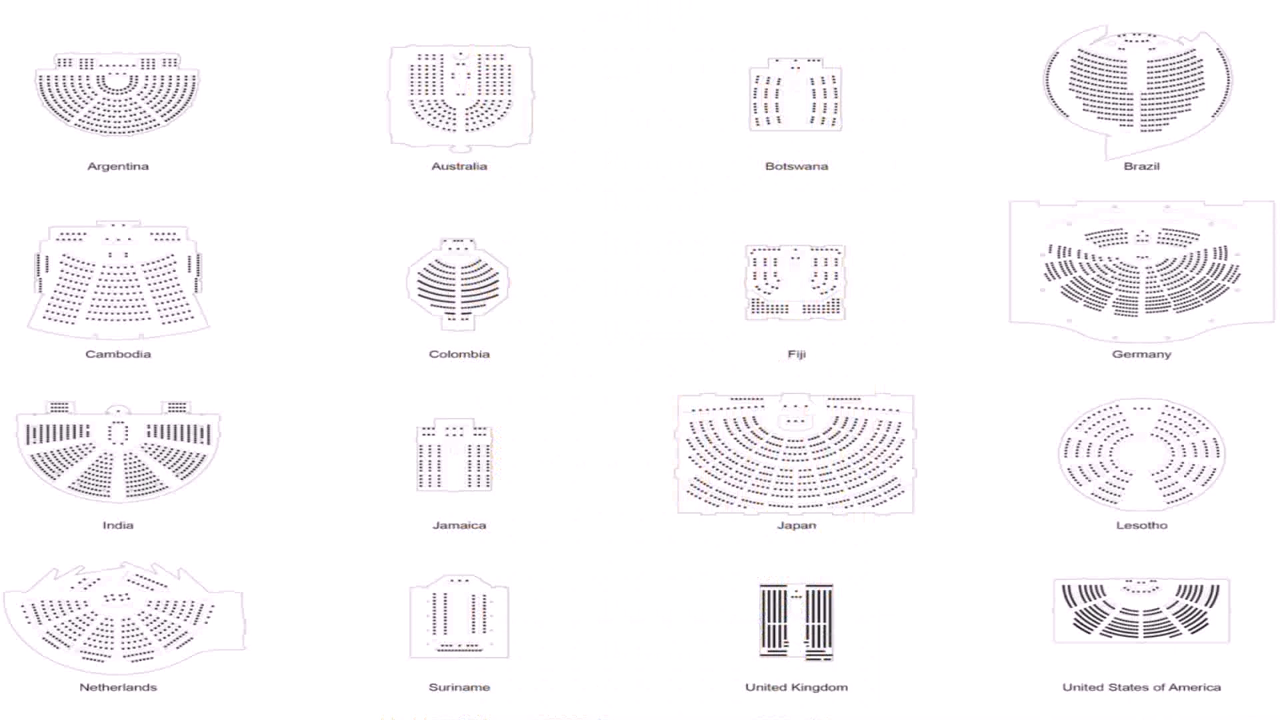 Argentina
Australia
Botswana
Brazil
Cambodia
Colombia
Fiji
Germany
India
Jamaica
Japan
Lesotho
Netherlands
Suriname
United Kingdom
United States of America